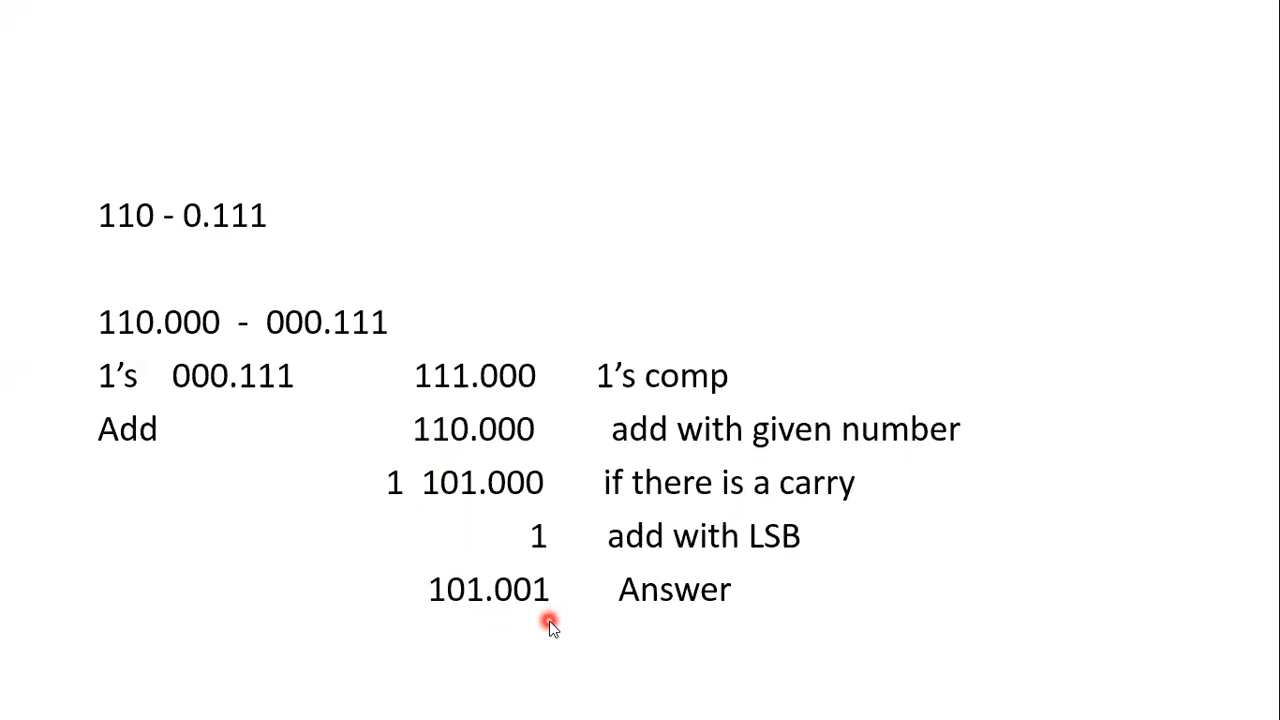 110 - 0.111
110.000 - 000.111
1’s 000.111 111.000 1’s comp
Add 110.000 add with given number
1 101.000 if there is a carry
1 add with LSB
101.001 Answer